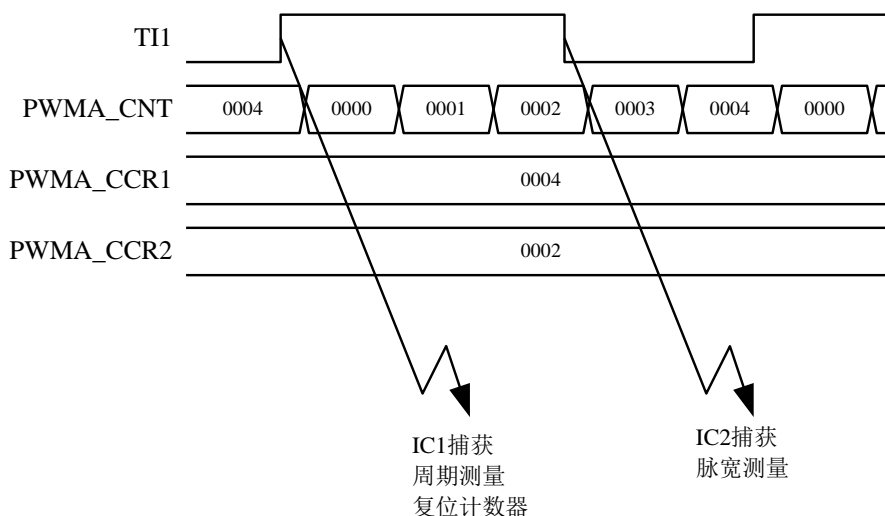 TI1
PWMA_CNT 0004 0000 0001 0002 0003 0004 0000
PWMA_CCR1 0004
PWMA_CCR2 0002
IC1捕获
周期测量
复位计数器
IC2捕获
脉宽测量